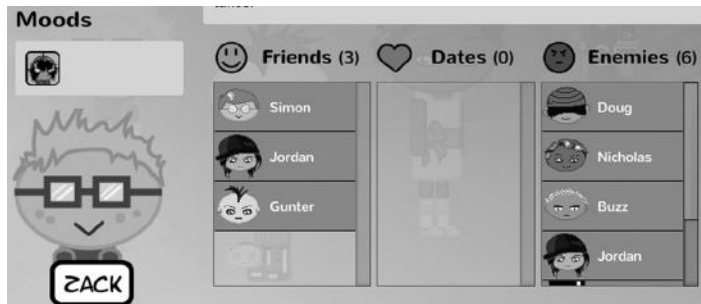 Moods
Friends (3)
Dates (0)
Enemies (6)
Simon
Jordan
Gunter
Doug
Nicholas
Buzz
Jordan
ZACK